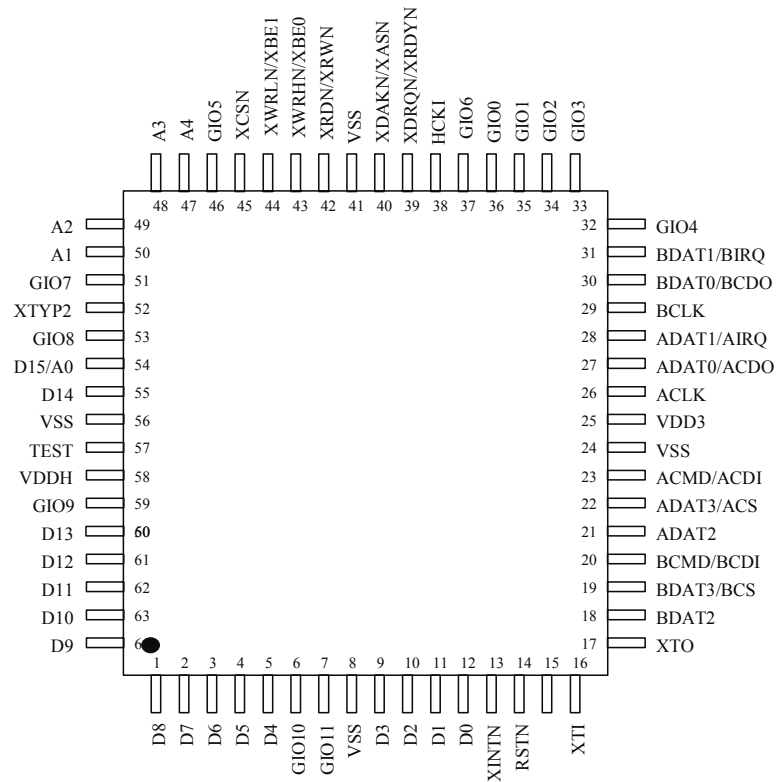 A3
A4
GIO5
XCSN
XWRLN/XBE1
XWRHN/XBE0
XRDN/XRWN
VSS
XDAKN/XASN
XDRQN/XRDYN
HCKI
GIO6
GIO0
GIO1
GIO2
GIO3
48 47 46 45 44 43 42 41 40 39 38 37 36 35 34 33
A2 49
A1 50
GIO7 51
XTYP2 52
GIO8 53
D15/A0 54
D14 55
VSS 56
TEST 57
VDDH 58
GIO9 59
D13
D12 61
D11 62
D10 63
D9
32 GIO4
31 BDAT1/BIRQ
30 BDAT0/BCDO
29 BCLK
28 ADAT1/AIRQ
27 ADAT0/ACDO
26 ACLK
25 VDD3
24 VSS
23 ACMD/ACDI
22 ADAT3/ACS
21 ADAT2
20 BCMD/BCDI
19 BDAT3/BCS
18 BDAT2
17 XTO
1 2 3 4 5 6 7 8 9 10 11 12 13 14 15 16
D8
D7
D6
D5
D4
GIO10
GIO11
VSS
D3
D2
D1
D0
XINTN
RSTN
XTI